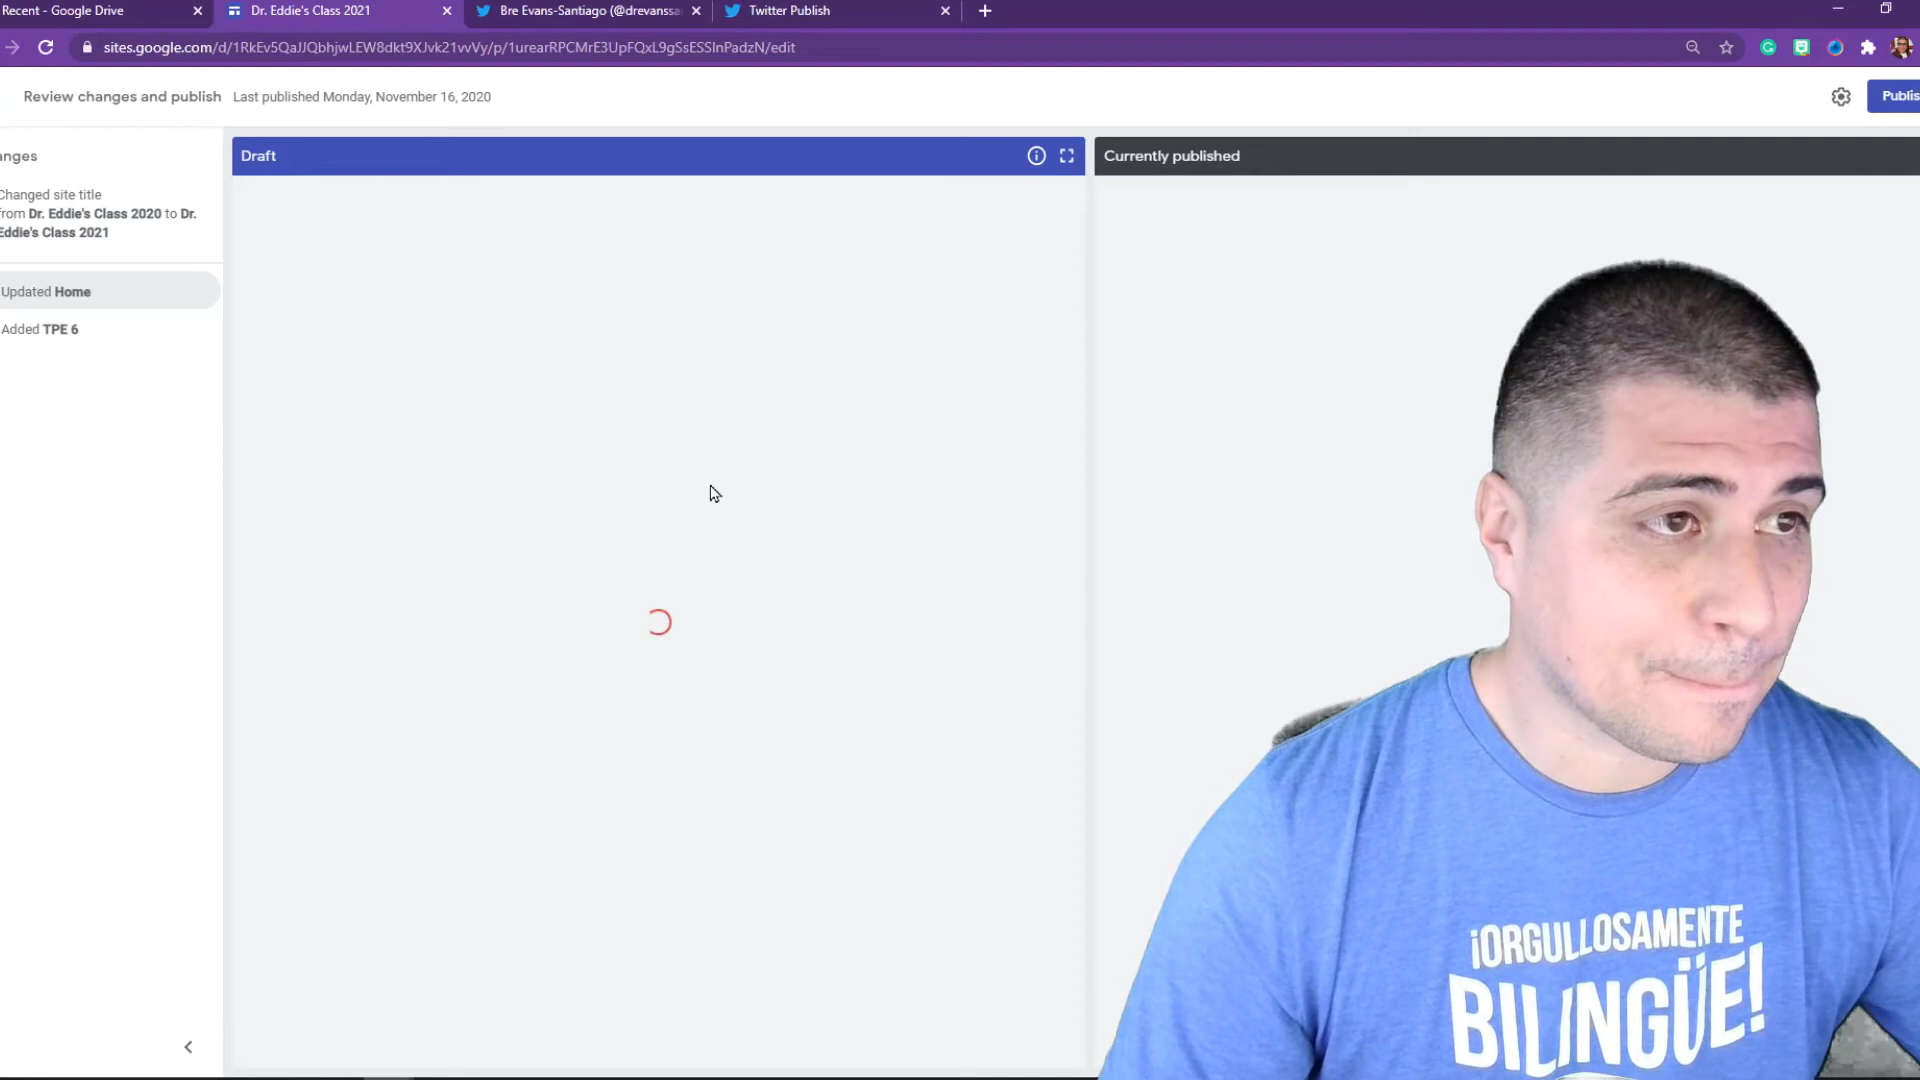 Recent - Google Drive
Dr. Eddie's Class 2021
Bre Evans-Santiago (@drevanssa
Twitter Publish
sites.google.com/d/1RkEv5QaJJQbhjwLEW8dkt9XJvk21vvVy/p/1urearRPCMrE3UpFQxL9gSsESSInPadzN/edit
Review changes and publish Last published Monday, November 16, 2020
Publis
anges
Draft
Currently published
Changed site title
from Dr. Eddie's Class 2020 to Dr.
Eddie's Class 2021
Updated Home
Added TPE 6
¡ORGULLOSAMENTE
BILINGÜE!